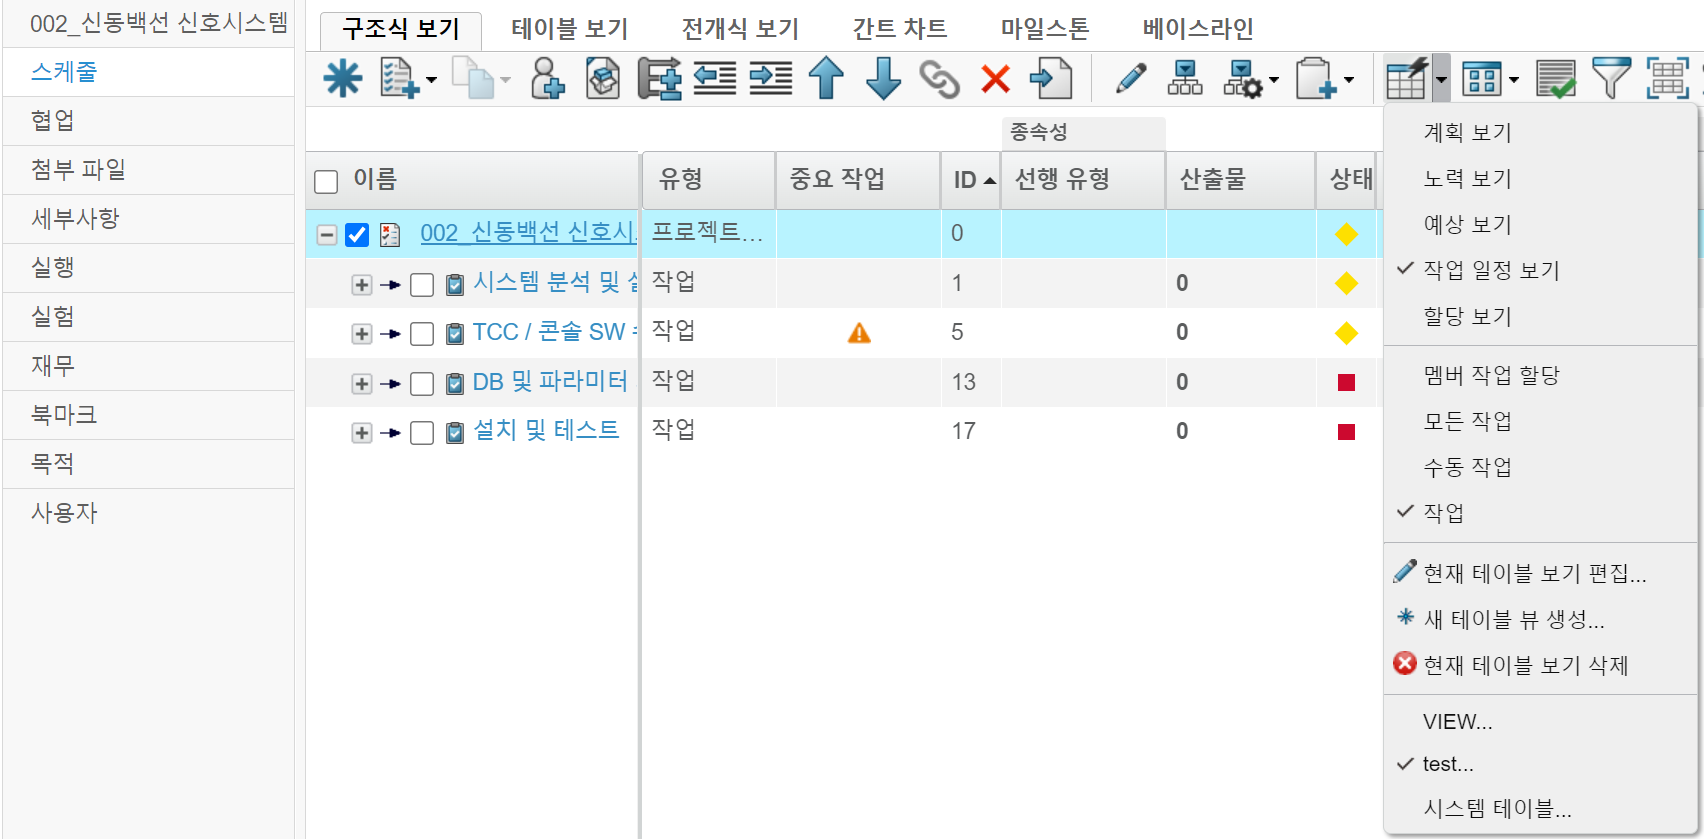 002_신동백선 신호시스템
스케줄
협업
첨부 파일
세부사항
실행
실험
재무
북마크
목적
사용자
구조식 보기 테이블 보기 전개식 보기 간트 차트 마일스톤 베이스라인
종속성
이름 유형 중요 작업 ID 선행 유형 산출물 상태
002_신동백선 신호시 프로젝트... 0
시스템 분석 및 작업 1 0
TCC / 콘솔 SW 작업 5 0
DB 및 파라미터 작업 13 0
설치 및 테스트 작업 17 0
계획 보기
노력 보기
예상 보기
작업 일정 보기
할당 보기
멤버 작업 할당
모든 작업
수동 작업
작업
현재 테이블 보기 편집...
새 테이블 뷰 생성...
현재 테이블 보기 삭제
VIEW...
test...
시스템 테이블...